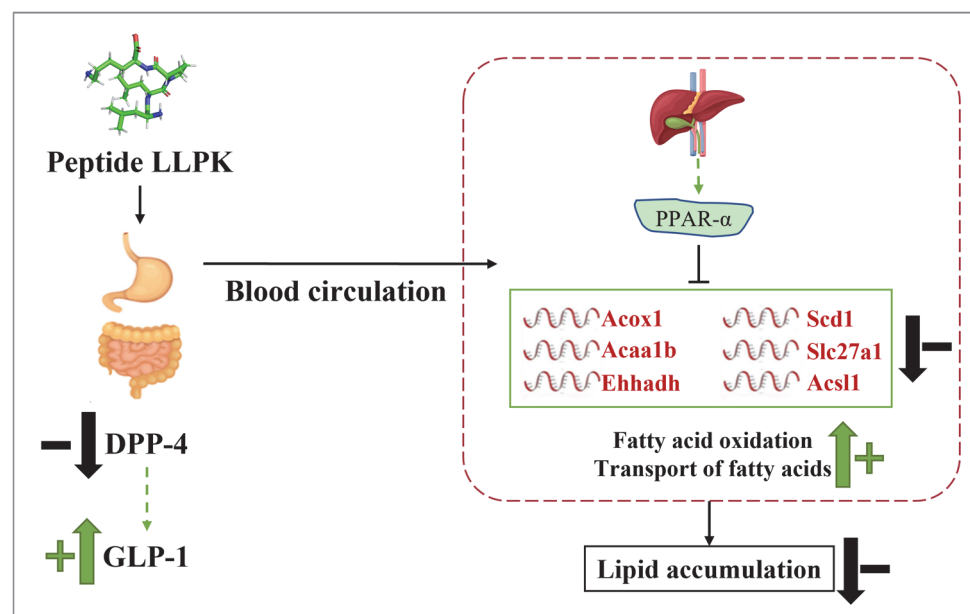 Peptide LLPK
Blood circulation
DPP-4
GLP-1
PPAR-α
Acox1
Acaa1b
Ehhadh
Scd1
Slc27a1
Acsl1
Fatty acid oxidation
Transport of fatty acids
Lipid accumulation